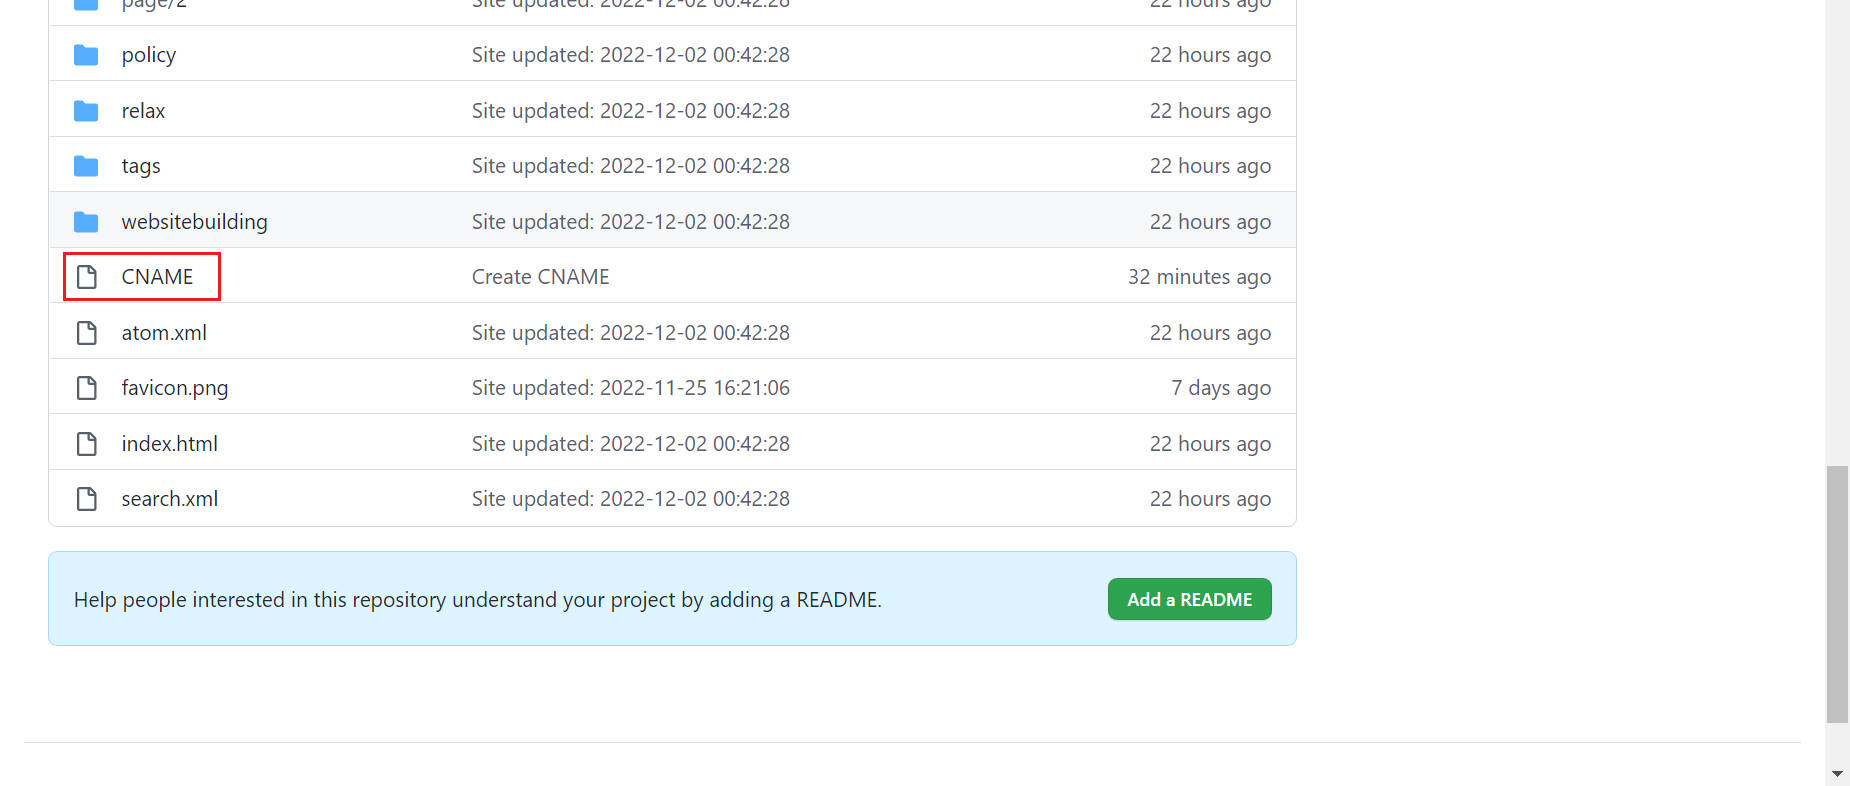 page/2 Site updated: 2022-12-02 00:42:28 22 hours ago
policy Site updated: 2022-12-02 00:42:28 22 hours ago
relax Site updated: 2022-12-02 00:42:28 22 hours ago
tags Site updated: 2022-12-02 00:42:28 22 hours ago
websitebuilding Site updated: 2022-12-02 00:42:28 22 hours ago
CNAME Create CNAME 32 minutes ago
atom.xml Site updated: 2022-12-02 00:42:28 22 hours ago
favicon.png Site updated: 2022-11-25 16:21:06 7 days ago
index.html Site updated: 2022-12-02 00:42:28 22 hours ago
search.xml Site updated: 2022-12-02 00:42:28 22 hours ago
Help people interested in this repository understand your project by adding a README. Add a README